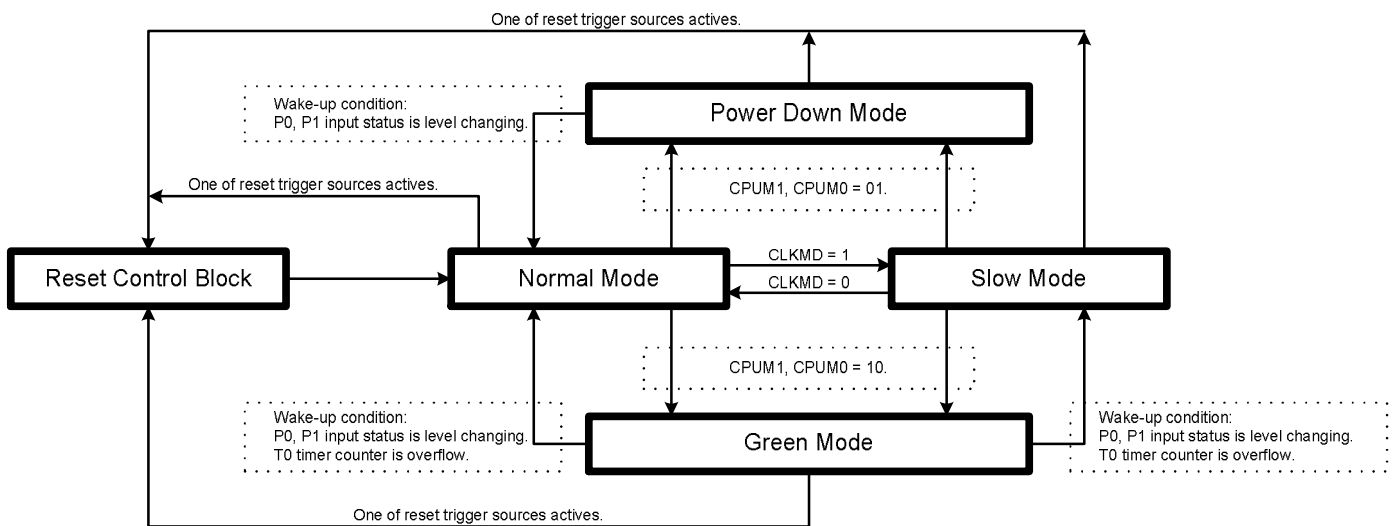 One of reset trigger sources actives.
Wake-up condition:
P0, P1 input status is level changing.
Power Down Mode
One of reset trigger sources actives.
CPUM1, CPUM0 = 01.
Reset Control Block
Normal Mode
CLKMD = 1
CLKMD = 0
Slow Mode
CPUM1, CPUM0 = 10.
Wake-up condition:
P0, P1 input status is level changing.
T0 timer counter is overflow.
Green Mode
Wake-up condition:
P0, P1 input status is level changing.
T0 timer counter is overflow.
One of reset trigger sources actives.